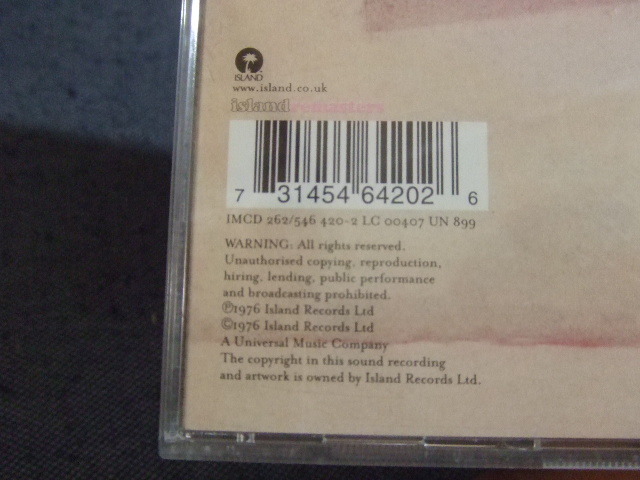 ISLAND
www.island.co.uk
islandremasters
7 31454 64202 6
IMCD 262/546 420-2 LC 00407 UN 899
WARNING: All rights reserved.
Unauthorised copying, reproduction,
hiring, lending, public performance
and broadcasting prohibited.
℗1976 Island Records Ltd
©1976 Island Records Ltd
A Universal Music Company
The copyright in this sound recording
and artwork is owned by Island Records Ltd.